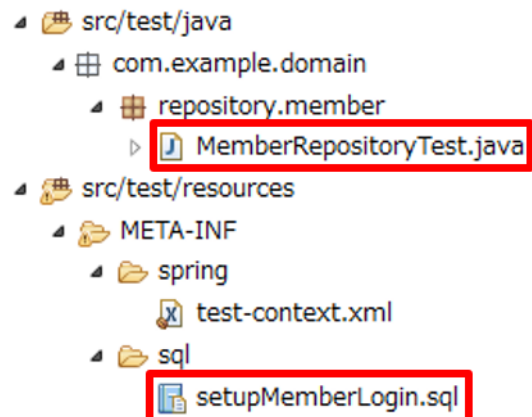 src/test/java
com.example.domain
repository.member
MemberRepositoryTest.java
src/test/resources
META-INF
spring
test-context.xml
sql
setupMemberLogin.sql